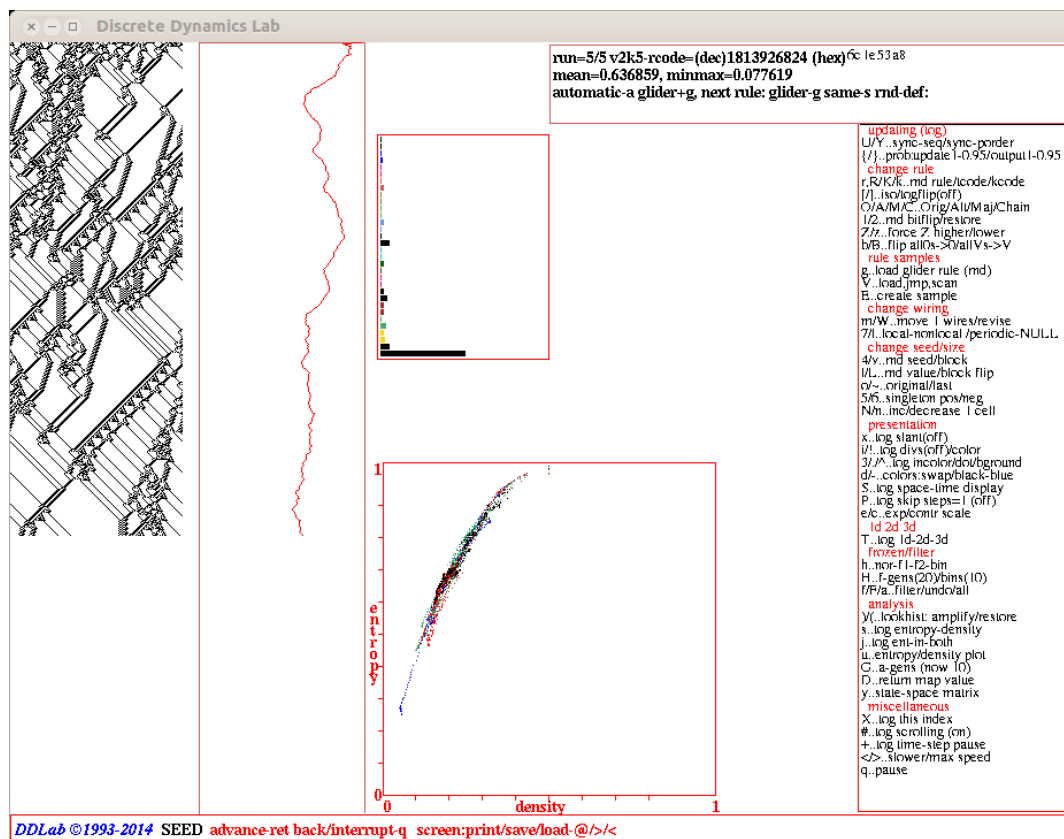 Discrete Dynamics Lab
run=5/5 v2k5-rcode=(dec)1813926824 (hex)6c 1e 53 a8
mean=0.636859, minmax=0.077619
automatic-a glider+g, next rule: glider-g same-s rnd-def:
updating (tog)
U/Y..sync-seq/sync-porder
{/}..prob:update1-0.95/output1-0.95
change rule
r,R/K/k..rnd rule/tcode/kcode
[/]..iso/togflip(off)
O/A/M/C..Orig/Alt/Maj/Chain
1/2..rnd bitflip/restore
Z/z..force Z higher/lower
b/B..flip all0s->0/allVs->V
rule samples
g..load glider rule (rnd)
V..load,jmp,scan
E..create sample
change wiring
m/W..move 1 wires/revise
7/l..local-nonlocal /periodic-NULL
change seed/size
4/v..rnd seed/block
I/L..rnd value/block flip
o/~..original/last
5/6..singleton pos/neg
N/n..inc/decrease 1 cell
presentation
x..tog slant(off)
i/!..tog divs(off)/color
3/./^..tog incolor/dot/bground
d/-..colors:swap/black-blue
S..tog space-time display
P..tog skip steps=1 (off)
e/c..exp/contr scale
1d 2d 3d
T..tog 1d-2d-3d
frozen/filter
h..nor-f1-f2-bin
H..f-gens(20)/bins(10)
f/F/a..filter/undo/all
analysis
)/(..lookhist: amplify/restore
s..tog entropy-density
j..tog ent-in-both
u..entropy/density plot
G..a-gens (now 10)
D..return map value
y..state-space matrix
miscellaneous
X..tog this index
#..tog scrolling (on)
+..tog time-step pause
</>..slower/max speed
q..pause
1
entropy
0
0 density 1
DDLab ©1993-2014 SEED advance-ret back/interrupt-q screen:print/save/load-@/>/<